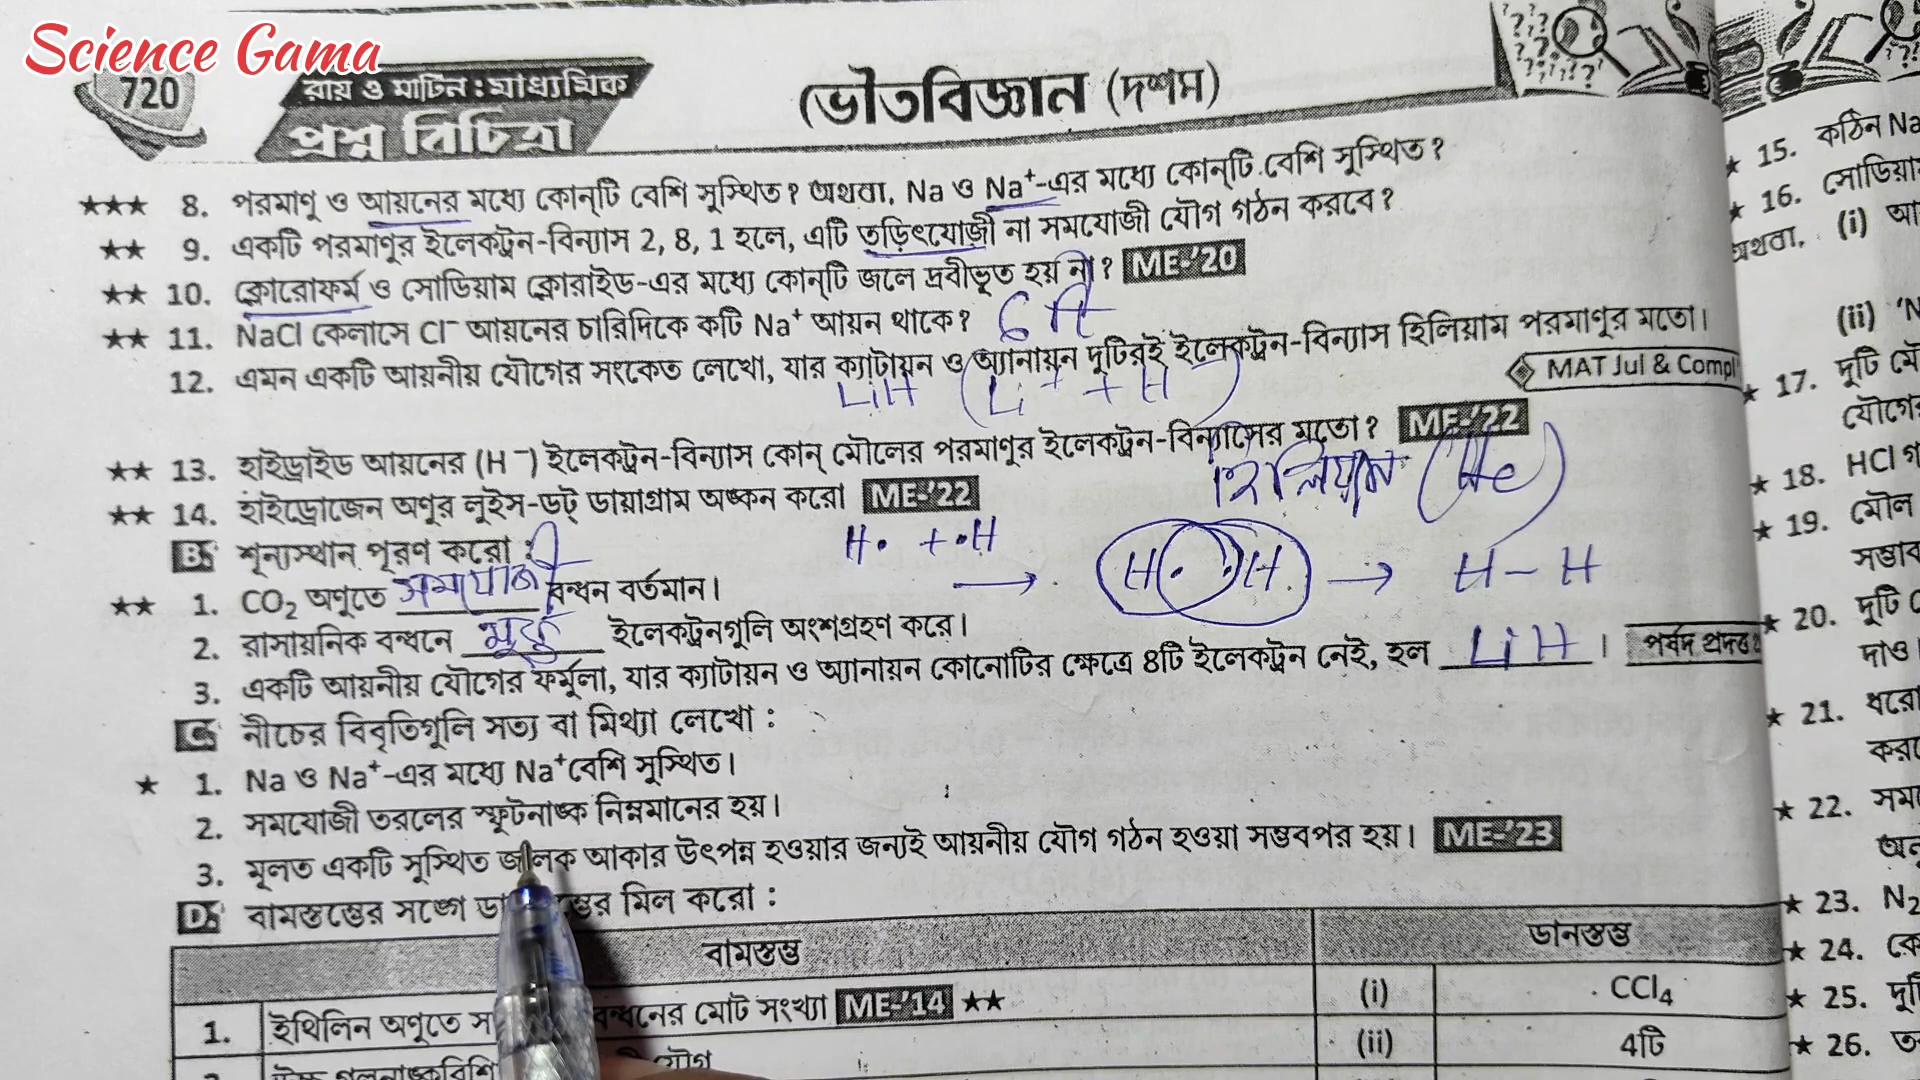 Science Gama
720
রায় ও মার্টিন : মাধ্যমিক
প্রশ্ন বিচিত্রা
ভৌতবিজ্ঞান (দশম)
★★★ 8. পরমাণু ও আয়নের মধ্যে কোন্‌টি বেশি সুস্থিত? অথবা, Na ও Na⁺-এর মধ্যে কোন্‌টি বেশি সুস্থিত?
★★ 9. একটি পরমাণুর ইলেকট্রন-বিন্যাস 2, 8, 1 হলে, এটি তড়িৎযোজী না সমযোজী যৌগ গঠন করবে?
★★ 10. ক্লোরোফর্ম ও সোডিয়াম ক্লোরাইড-এর মধ্যে কোন্‌টি জলে দ্রবীভূত হয় না? ME-'20
★★ 11. NaCl কেলাসে Cl⁻ আয়নের চারিদিকে কটি Na⁺ আয়ন থাকে? 6 টি
12. এমন একটি আয়নীয় যৌগের সংকেত লেখো, যার ক্যাটায়ন ও অ্যানায়ন দুটিরই ইলেকট্রন-বিন্যাস হিলিয়াম পরমাণুর মতো।
LiH (Li⁺ + H⁻)
MAT Jul & Compl
★★ 13. হাইড্রাইড আয়নের (H⁻) ইলেকট্রন-বিন্যাস কোন্ মৌলের পরমাণুর ইলেকট্রন-বিন্যাসের মতো? ME-'22
হিলিয়াম (He)
★★ 14. হাইড্রোজেন অণুর লুইস-ডট্ ডায়াগ্রাম অঙ্কন করো ME-'22
H• + •H → H • • H → H – H
B. শূন্যস্থান পূরণ করো :
★★ 1. CO₂ অণুতে সমযোজী বন্ধন বর্তমান।
2. রাসায়নিক বন্ধনে মুক্ত ইলেকট্রনগুলি অংশগ্রহণ করে।
3. একটি আয়নীয় যৌগের ফর্মুলা, যার ক্যাটায়ন ও অ্যানায়ন কোনোটির ক্ষেত্রে ৪টি ইলেকট্রন নেই, হল LiH । পর্ষদ প্রদত্ত
C. নীচের বিবৃতিগুলি সত্য বা মিথ্যা লেখো :
★ 1. Na ও Na⁺-এর মধ্যে Na⁺ বেশি সুস্থিত।
2. সমযোজী তরলের স্ফুটনাঙ্ক নিম্নমানের হয়।
3. মূলত একটি সুস্থিত জালক আকার উৎপন্ন হওয়ার জন্যই আয়নীয় যৌগ গঠন হওয়া সম্ভবপর হয়। ME-'23
D. বামস্তম্ভের সঙ্গে ডা স্তম্ভের মিল করো :
বামস্তম্ভ ডানস্তম্ভ
1. ইথিলিন অণুতে স বন্ধনের মোট সংখ্যা ME-'14 ★★ (i) CCl₄
(ii) 4টি
যৌগ
★ 15. কঠিন Na
★ 16. সোডিয়া
অথবা, (i) আ
(ii) 'N
★ 17. দুটি মৌ
যৌগে
★ 18. HCl গ
★ 19. মৌল
সম্ভাব
★ 20. দুটি
দাও।
★ 21. ধরো
কর
★ 22. সম
★ 23. N₂
★ 24. কে
★ 25. দুটি
★ 26. ত